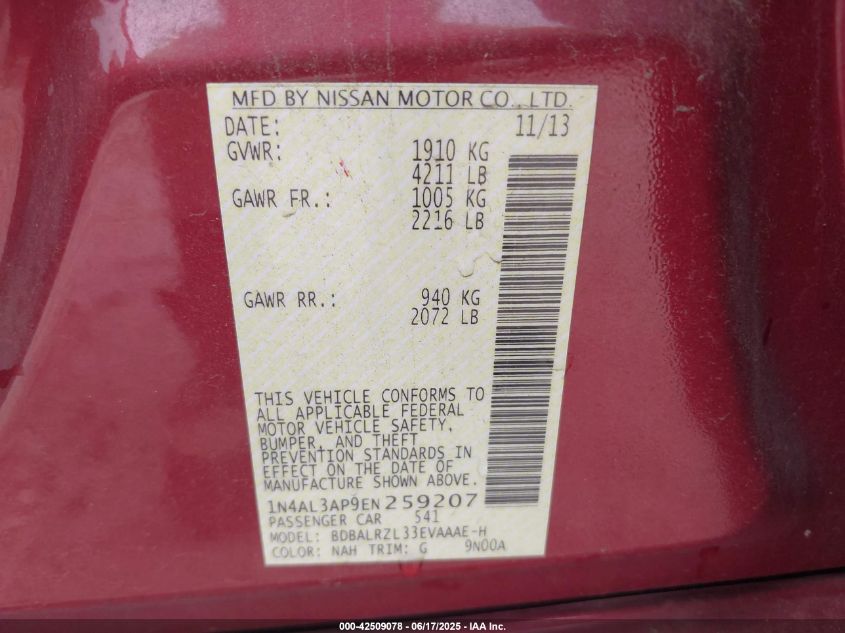 MFD BY NISSAN MOTOR CO., LTD.
DATE: 11/13
GVWR: 1910 KG
4211 LB
GAWR FR.: 1005 KG
2216 LB
GAWR RR.: 940 KG
2072 LB
THIS VEHICLE CONFORMS TO
ALL APPLICABLE FEDERAL
MOTOR VEHICLE SAFETY,
BUMPER, AND THEFT
PREVENTION STANDARDS IN
EFFECT ON THE DATE OF
MANUFACTURE SHOWN ABOVE.
1N4AL3AP9EN259207
PASSENGER CAR 541
MODEL: BDBALRZL33EVAAAE-H
COLOR: NAH TRIM: G 9N00A
000-42509078 - 06/17/2025 - IAA Inc.